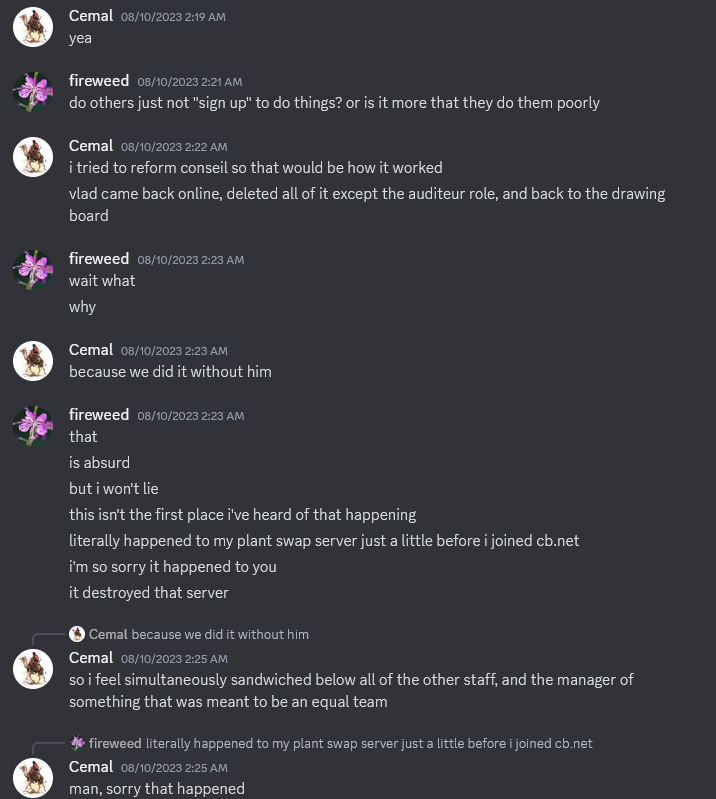 Cemal 08/10/2023 2:19 AM
yea
fireweed 08/10/2023 2:21 AM
do others just not "sign up" to do things? or is it more that they do them poorly
Cemal 08/10/2023 2:22 AM
i tried to reform conseil so that would be how it worked
vlad came back online, deleted all of it except the auditeur role, and back to the drawing
board
fireweed 08/10/2023 2:23 AM
wait what
why
Cemal 08/10/2023 2:23 AM
because we did it without him
fireweed 08/10/2023 2:23 AM
that
is absurd
but i won't lie
this isn't the first place i've heard of that happening
literally happened to my plant swap server just a little before i joined cb.net
i'm so sorry it happened to you
it destroyed that server
Cemal because we did it without him
Cemal 08/10/2023 2:25 AM
so i feel simultaneously sandwiched below all of the other staff, and the manager of
something that was meant to be an equal team
fireweed literally happened to my plant swap server just a little before i joined cb.net
Cemal 08/10/2023 2:25 AM
man, sorry that happened